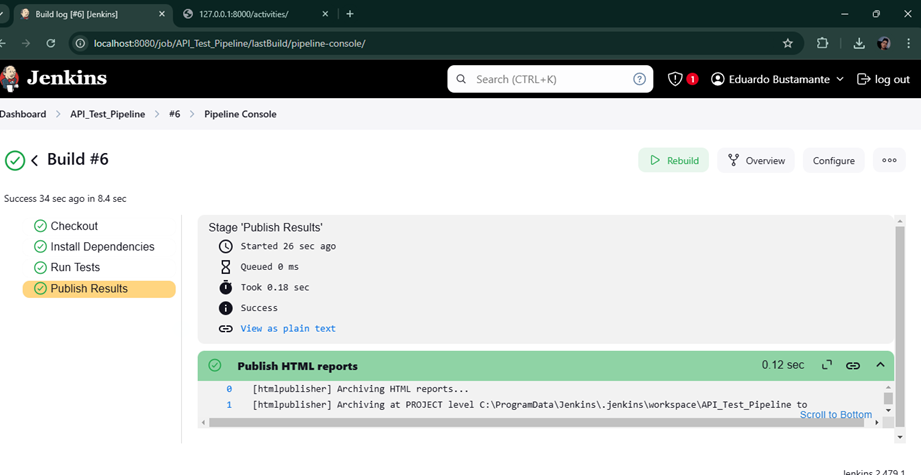 Build log [#6] [Jenkins]
127.0.0.1:8000/activities/
localhost:8080/job/API_Test_Pipeline/lastBuild/pipeline-console/
Jenkins
Search (CTRL+K)
1
Eduardo Bustamante
log out
Dashboard > API_Test_Pipeline > #6 > Pipeline Console
Build #6
Rebuild
Overview
Configure
Success 34 sec ago in 8.4 sec
Checkout
Install Dependencies
Run Tests
Publish Results
Stage 'Publish Results'
Started 26 sec ago
Queued 0 ms
Took 0.18 sec
Success
View as plain text
Publish HTML reports
0.12 sec
0 [htmlpublisher] Archiving HTML reports...
1 [htmlpublisher] Archiving at PROJECT level C:\ProgramData\Jenkins\.jenkins\workspace\API_Test_Pipeline to
Scroll to Bottom
Jenkins 2.479.1